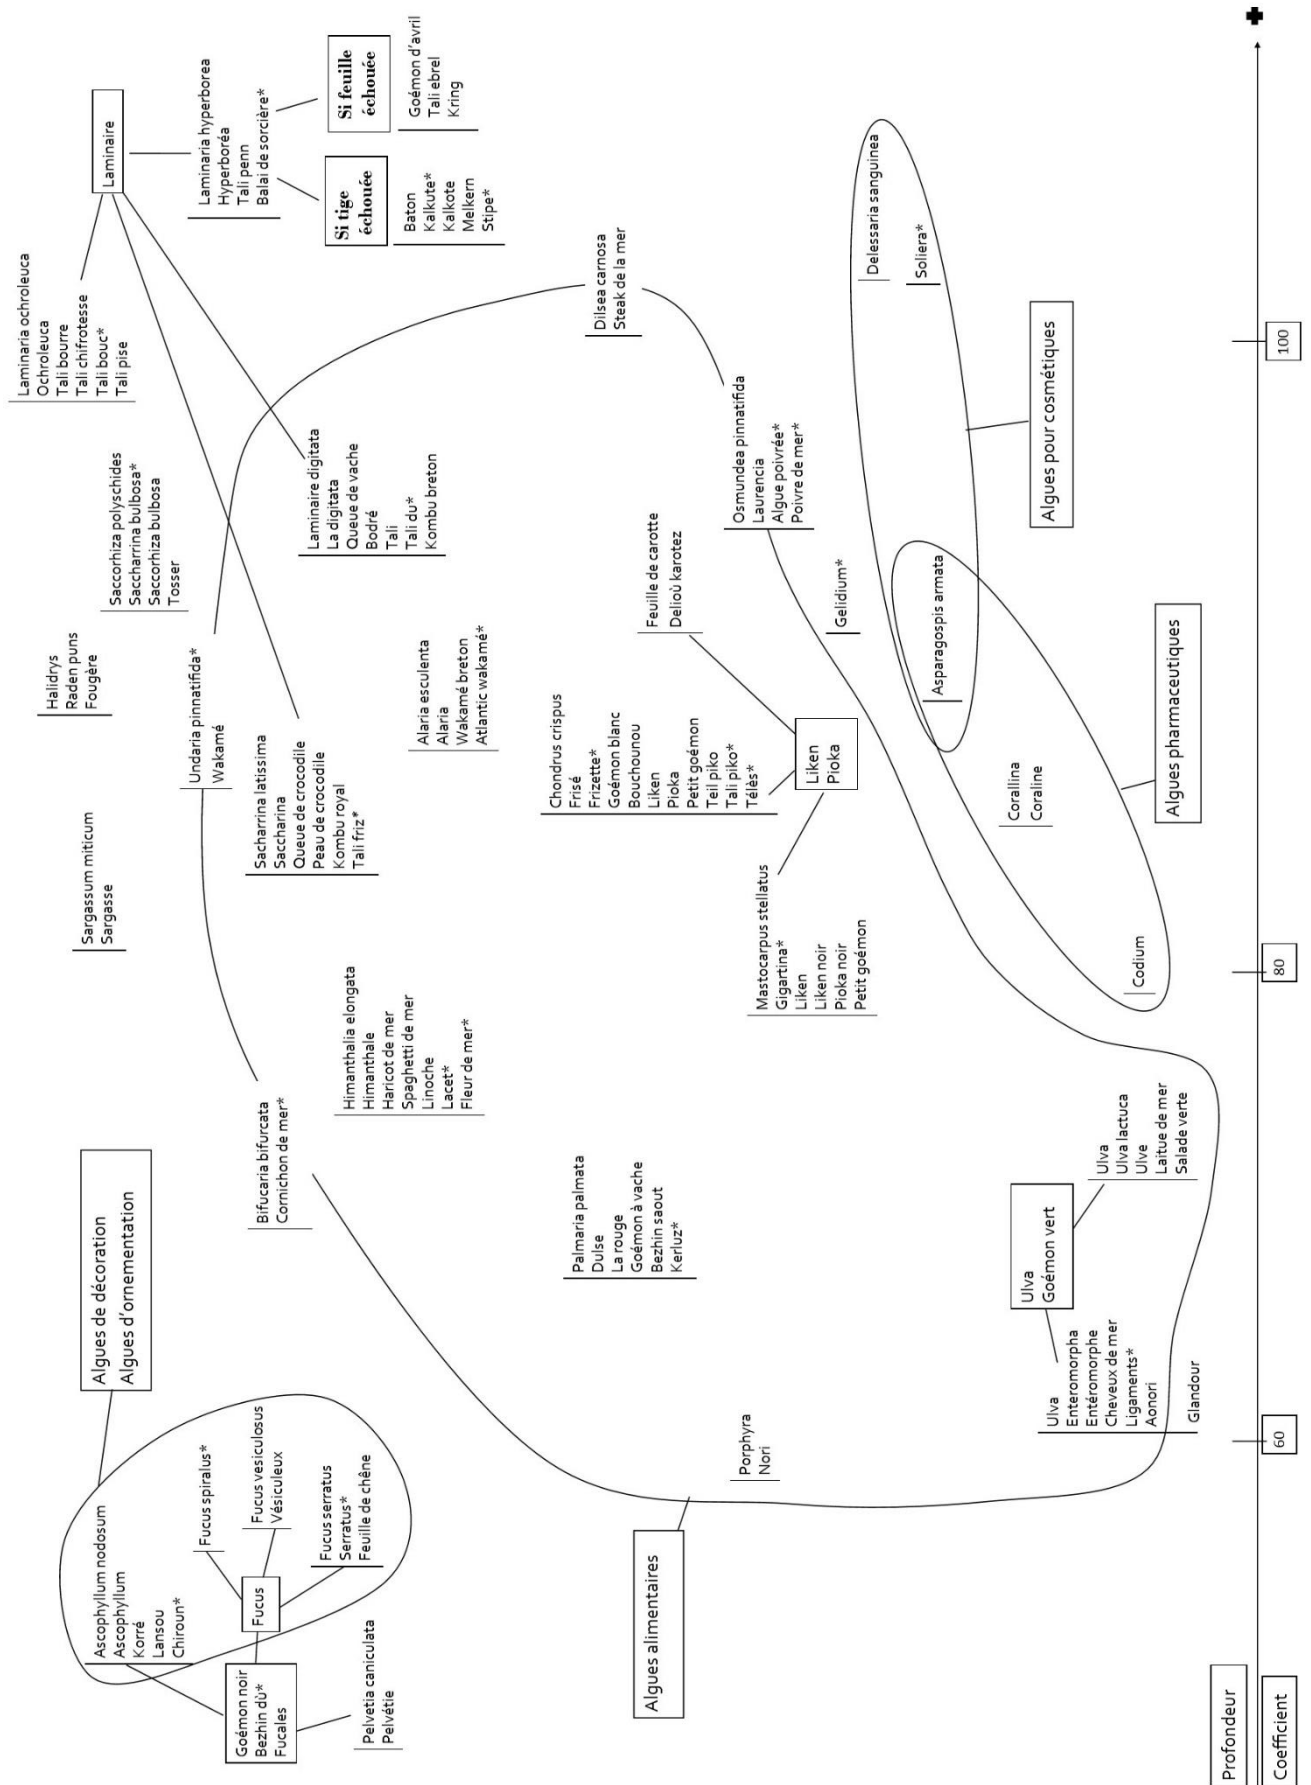 Algues de décoration
Algues d'ornementation
Ascophyllum nodosum
Ascophyllum
Korré
Lansou
Chiroun*
Fucus spiralus*
Fucus vesiculosus
Vésiculeux
Fucus serratus
Serratus*
Feuille de chêne
Fucus
Goémon noir
Bezhin dù*
Fucales
Pelvetia caniculata
Pelvétie
Sargassum miticum
Sargasse
Halidrys
Raden puns
Fougère
Saccorhiza polyschides
Saccharrina bulbosa*
Saccorhiza bulbosa
Tosser
Laminaria ochroleuca
Ochroleuca
Tali bourre
Tali chifrotesse
Tali bouc*
Tali pise
Laminaire
Laminaria hyperborea
Hyperboréa
Tali penn
Balai de sorcière*
Si tige
échouée
Baton
Kalkute*
Kalkote
Melkern
Stipe*
Si feuille
échouée
Goémon d'avril
Tali ebrel
Kring
Bifucaria bifurcata
Cornichon de mer*
Undaria pinnatifida*
Wakamé
Sacharrina latissima
Saccharina
Queue de crocodile
Peau de crocodile
Kombu royal
Tali friz*
Laminaire digitata
La digitata
Queue de vache
Bodré
Tali
Tali du*
Kombu breton
Himanthalia elongata
Himanthale
Haricot de mer
Spaghetti de mer
Linoche
Lacet*
Fleur de mer*
Alaria esculenta
Alaria
Wakamé breton
Atlantic wakamé*
Dilsea carnosa
Steak de la mer
Palmaria palmata
Dulse
La rouge
Goémon à vache
Bezhin saout
Kerluz*
Chondrus crispus
Frisé
Frizette*
Goémon blanc
Bouchounou
Liken
Pioka
Petit goémon
Teil piko
Tali piko*
Télès*
Feuille de carotte
Delioù karotez
Liken
Pioka
Mastocarpus stellatus
Gigartina*
Liken
Liken noir
Pioka noir
Petit goémon
Osmundea pinnatifida
Laurencia
Algue poivrée*
Poivre de mer*
Gelidium*
Algues alimentaires
Porphyra
Nori
Ulva
Goémon vert
Ulva
Enteromorpha
Entéromorphe
Cheveux de mer
Ligaments*
Aonori
Glandour
Ulva
Ulva lactuca
Ulve
Laitue de mer
Salade verte
Delessaria sanguinea
Soliera*
Asparagospis armata
Corallina
Coraline
Codium
Algues pour cosmétiques
Algues pharmaceutiques
Profondeur
Coefficient
60
80
100